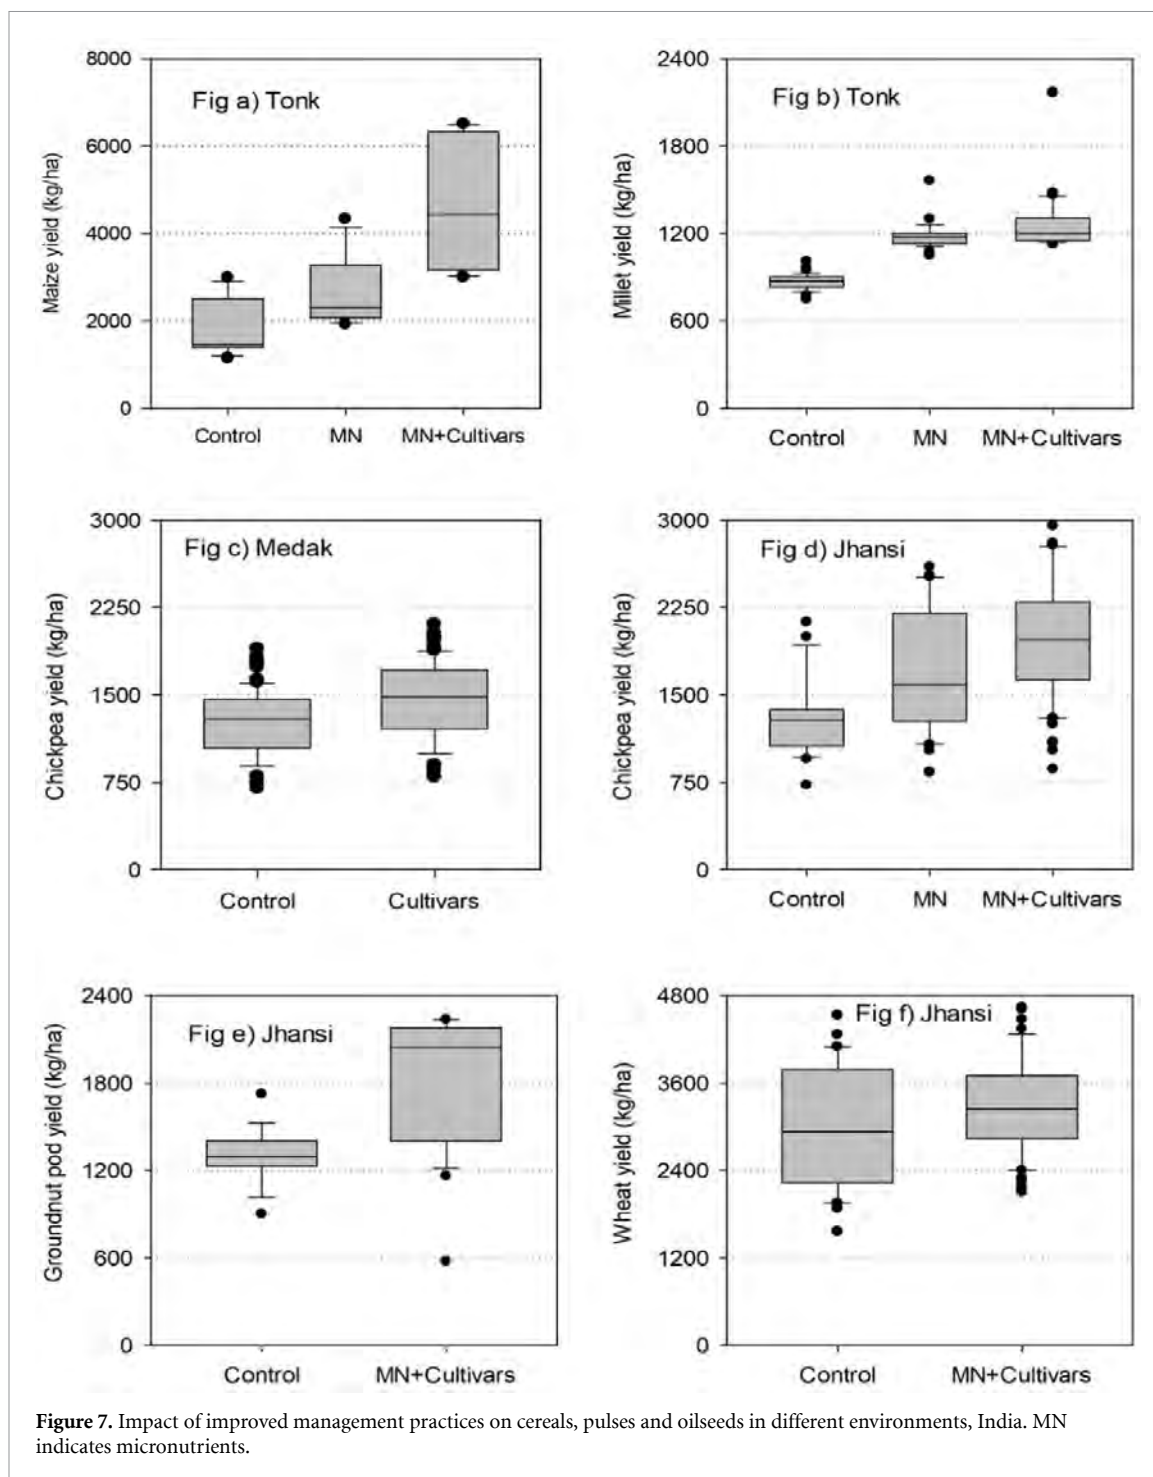 8000
6000
4000
2000
0
Maize yield (kg/ha)
Fig a) Tonk
Control MN MN+Cultivars
2400
1800
1200
600
0
Millet yield (kg/ha)
Fig b) Tonk
Control MN MN+Cultivars
3000
2250
1500
750
0
Chickpea yield (kg/ha)
Fig c) Medak
Control Cultivars
3000
2250
1500
750
0
Chickpea yield (kg/ha)
Fig d) Jhansi
Control MN MN+Cultivars
2400
1800
1200
600
0
Groundnut pod yield (kg/ha)
Fig e) Jhansi
Control MN+Cultivars
4800
3600
2400
1200
0
Wheat yield (kg/ha)
Fig f) Jhansi
Control MN+Cultivars
Figure 7. Impact of improved management practices on cereals, pulses and oilseeds in different environments, India. MN
indicates micronutrients.